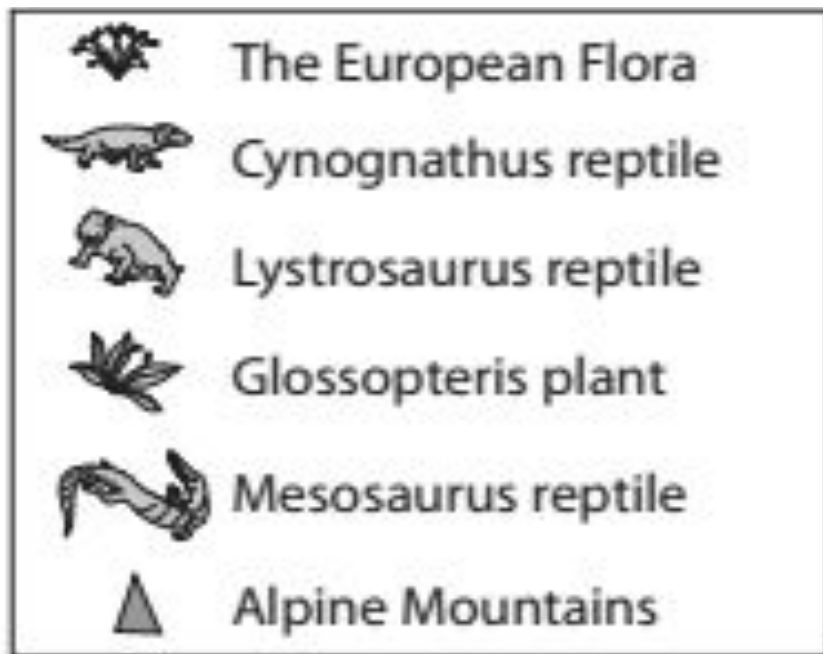 The European Flora
Cynognathus reptile
Lystrosaurus reptile
Glossopteris plant
Mesosaurus reptile
Alpine Mountains